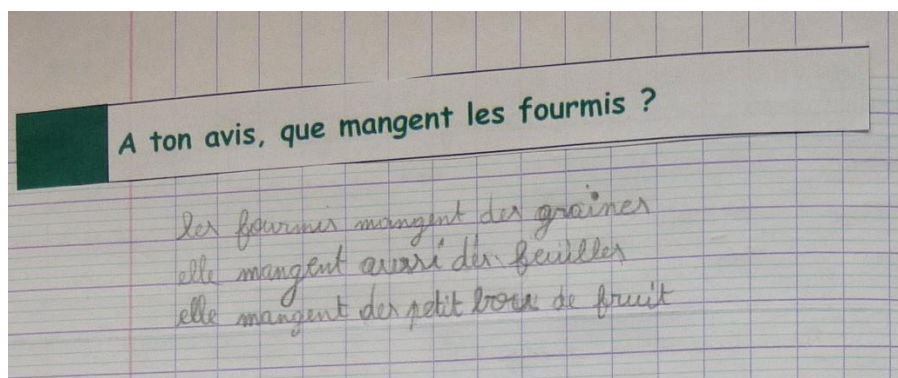 A ton avis, que mangent les fourmis ?
les fourmis mangent des graines
elle mangent aussi des feuilles
elle mangent des petit bous de fruit